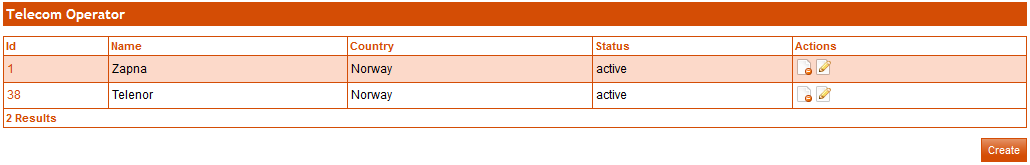 Telecom Operator
Id Name Country Status Actions
1 Zapna Norway active
38 Telenor Norway active
2 Results
Create